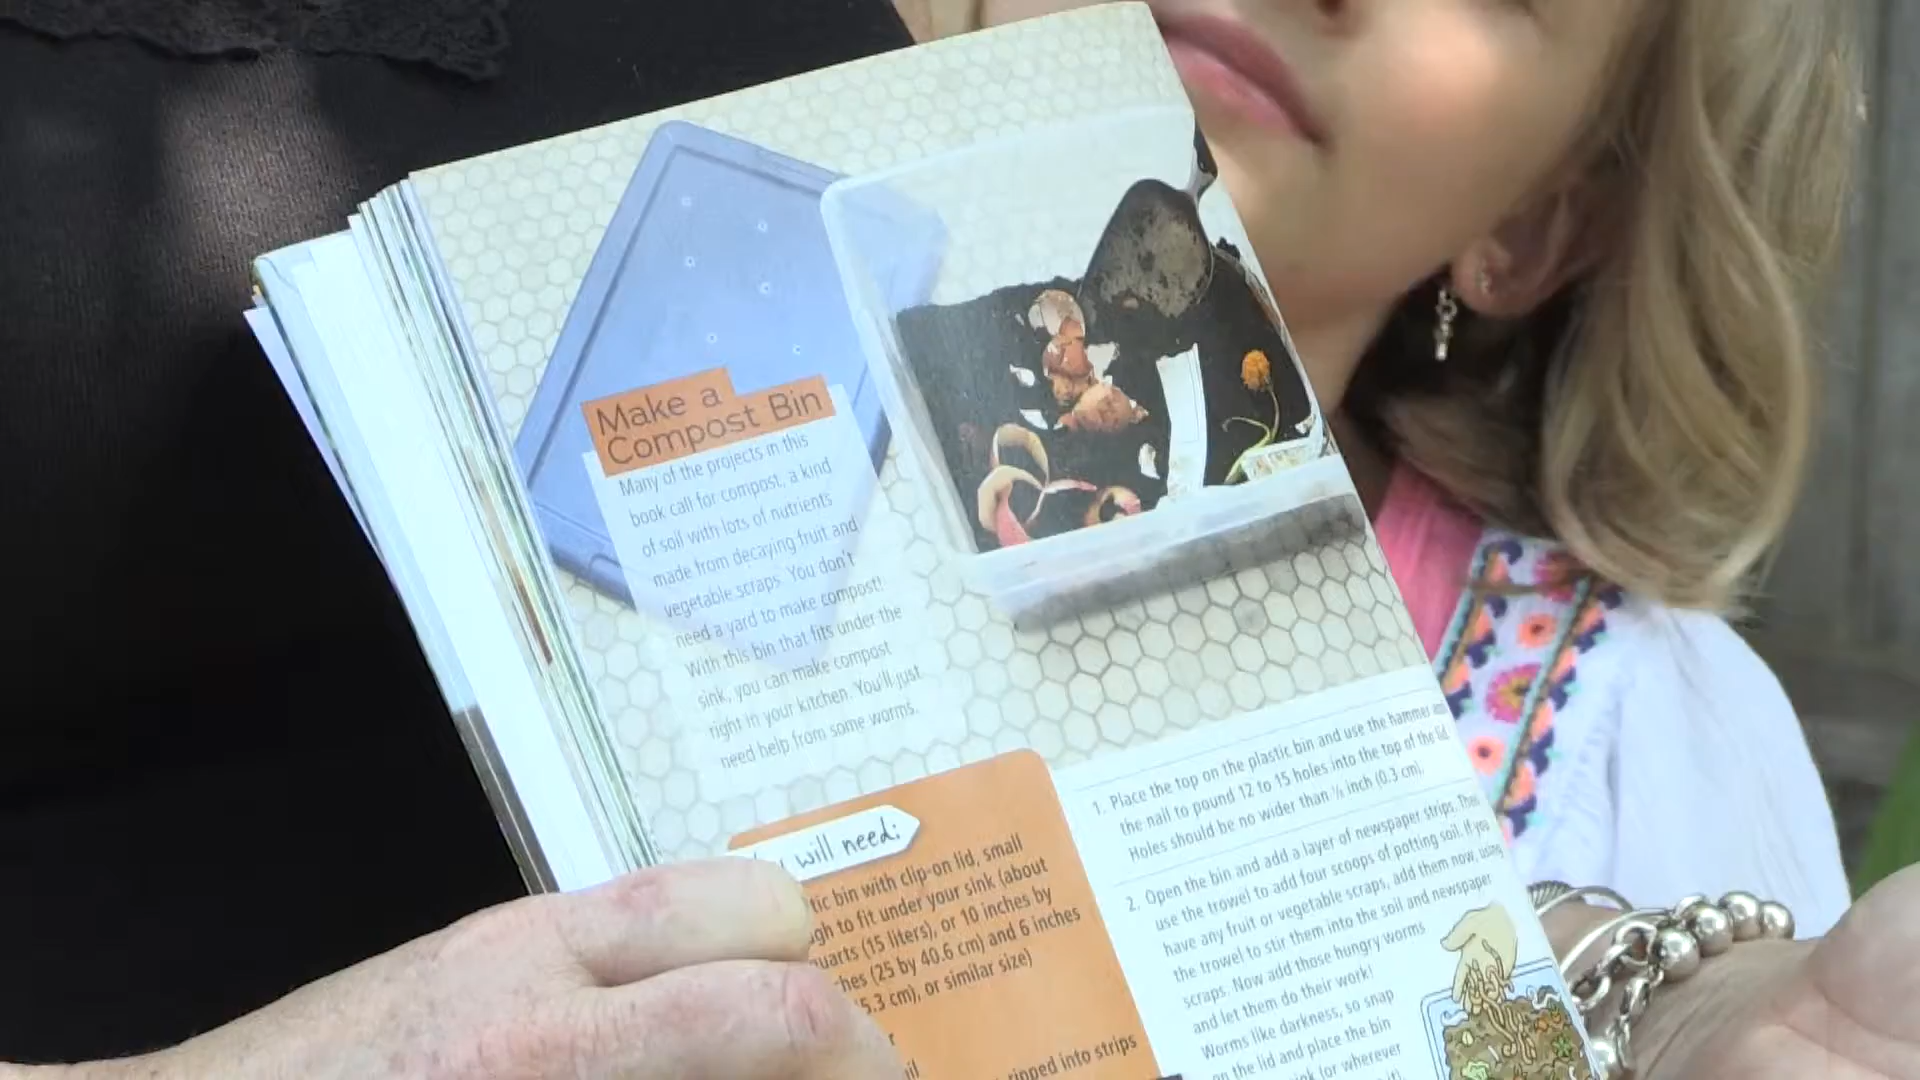 Make a
Compost Bin
Many of the projects in this
book call for compost, a kind
of soil with lots of nutrients
made from decaying fruit and
vegetable scraps. You don't
need a yard to make compost!
With this bin that fits under the
sink, you can make compost
right in your kitchen. You'll just
need help from some worms.
will need:
bin with clip-on lid, small
to fit under your sink (about
(15 liters), or 10 inches by
(25 by 40.6 cm) and 6 inches
cm), or similar size)
ripped into strips
1. Place the top on the plastic bin and use the hammer
the nail to pound 12 to 15 holes into the top of the lid.
Holes should be no wider than ⅛ inch (0.3 cm).
2. Open the bin and add a layer of newspaper strips. Then
use the trowel to add four scoops of potting soil. If you
have any fruit or vegetable scraps, add them now, using
the trowel to stir them into the soil and newspaper
scraps. Now add those hungry worms
and let them do their work!
Worms like darkness, so snap
on the lid and place the bin
(or wherever